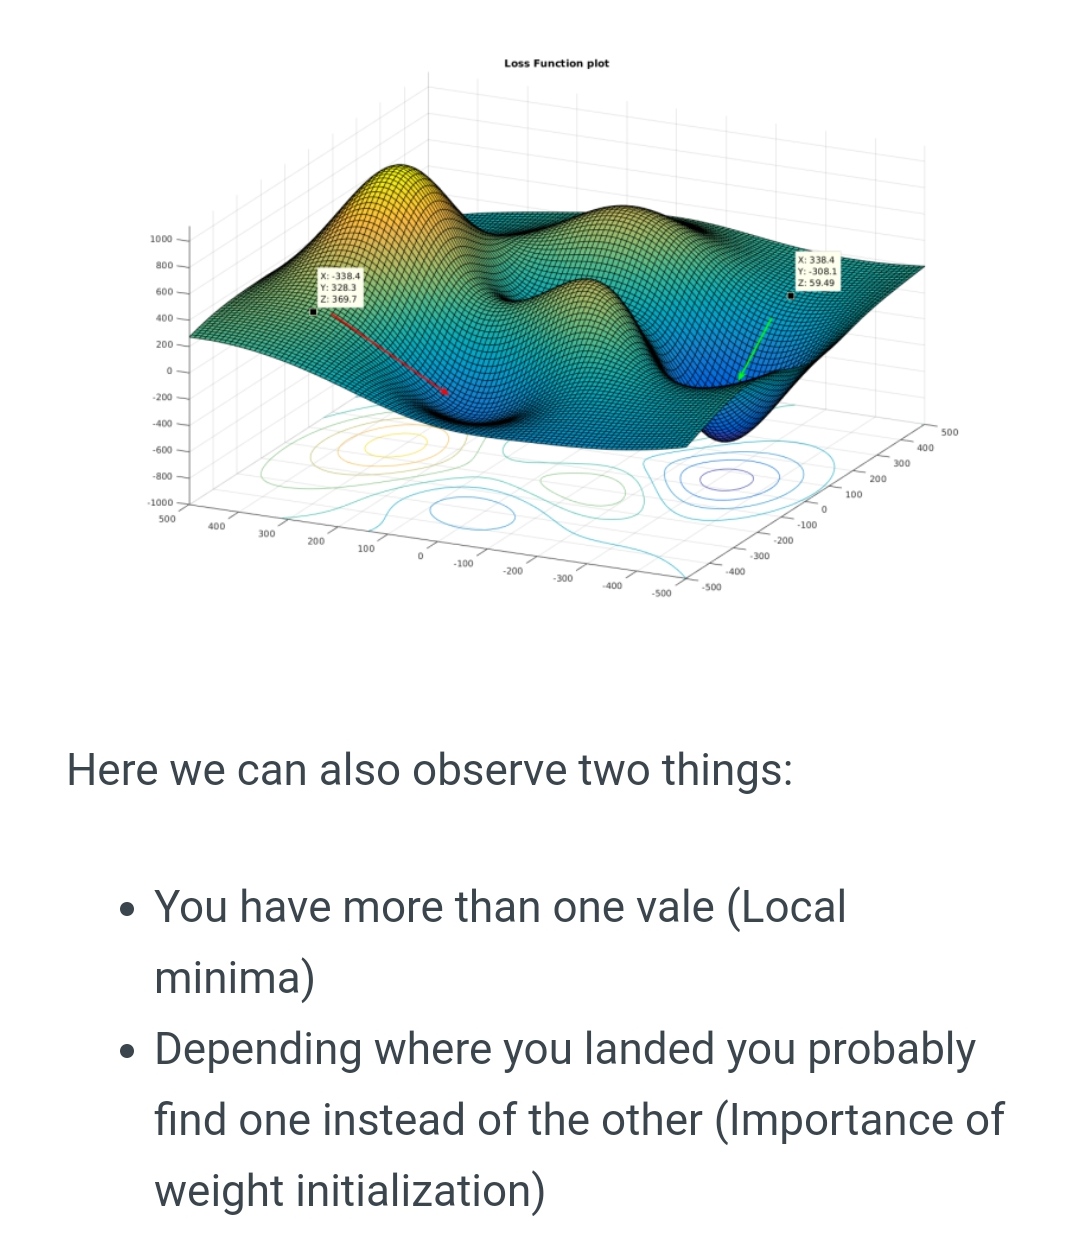 Loss Function plot
1000
800
600
400
200
0
-200
-400
-600
-800
-1000
X: -338.4
Y: 328.3
Z: 369.7
X: 338.4
Y: -308.1
Z: 59.49
500
400
300
200
100
0
-100
-200
-300
-400
-500
500
400
300
200
100
0
-100
-200
-300
-400
-500
Here we can also observe two things:
• You have more than one vale (Local
minima)
• Depending where you landed you probably
find one instead of the other (Importance of
weight initialization)